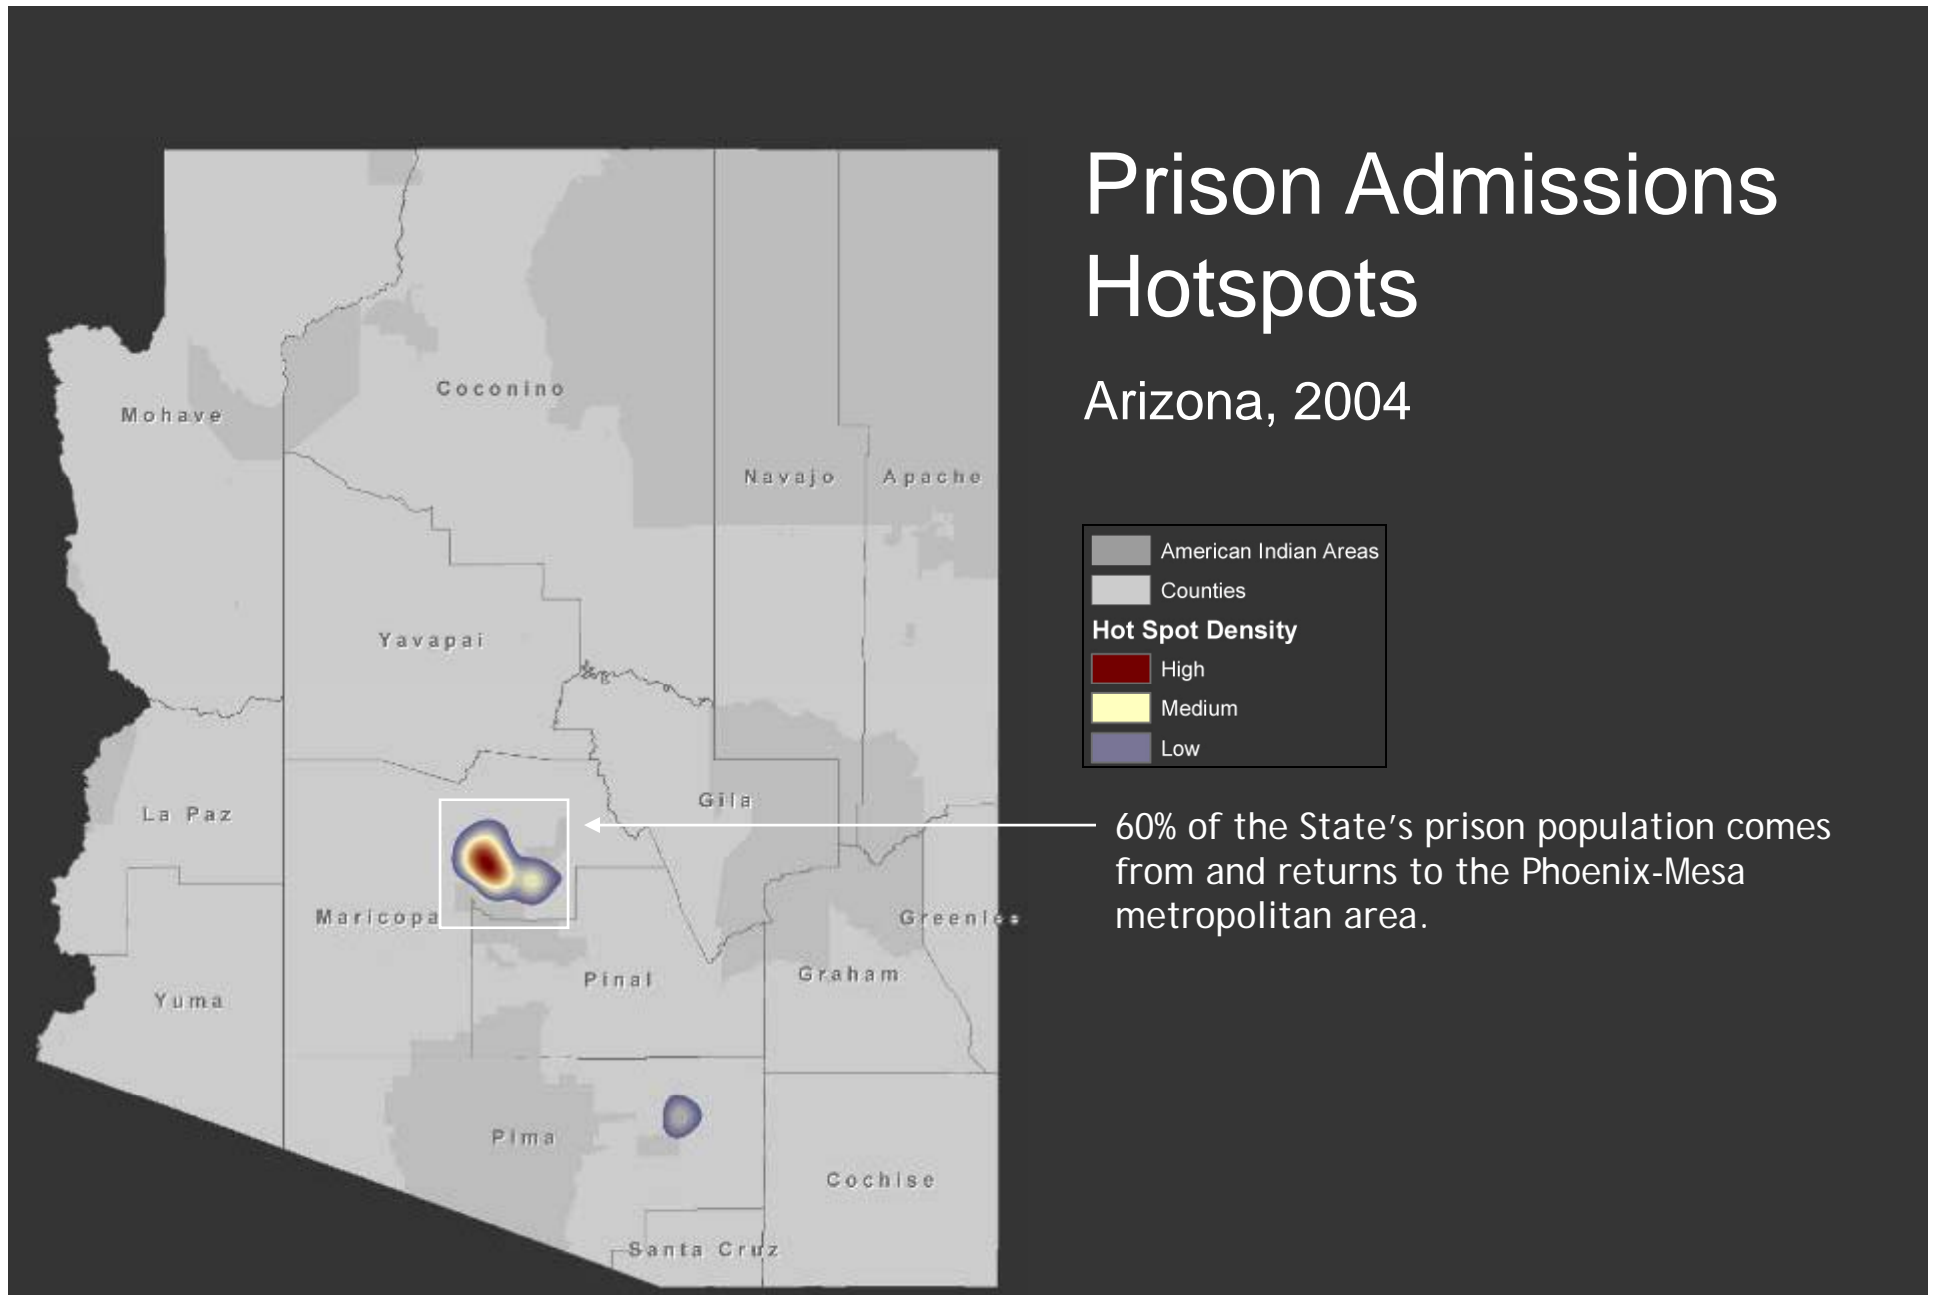 Prison Admissions
Hotspots
Arizona, 2004
American Indian Areas
Counties
Hot Spot Density
High
Medium
Low
60% of the State’s prison population comes
from and returns to the Phoenix-Mesa
metropolitan area.
Mohave
Coconino
Navajo
Apache
Yavapai
La Paz
Gila
Maricopa
Greenlee
Pinal
Graham
Yuma
Pima
Cochise
Santa Cruz